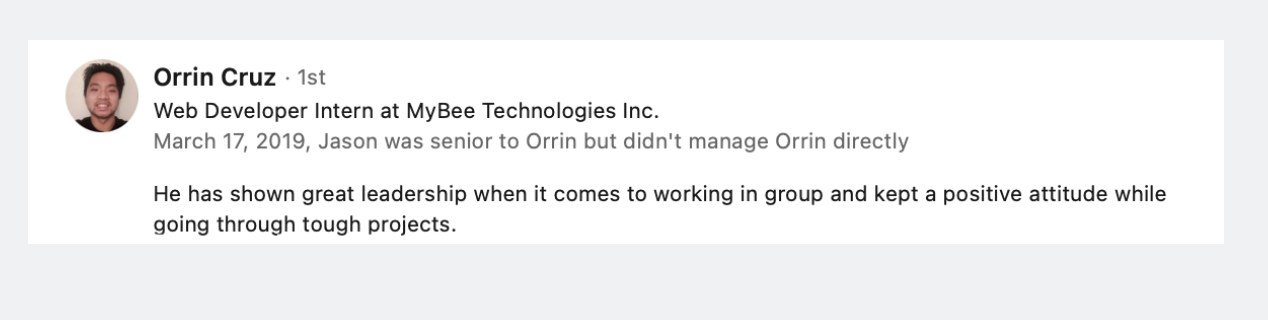 Orrin Cruz · 1st
Web Developer Intern at MyBee Technologies Inc.
March 17, 2019, Jason was senior to Orrin but didn't manage Orrin directly
He has shown great leadership when it comes to working in group and kept a positive attitude while
going through tough projects.